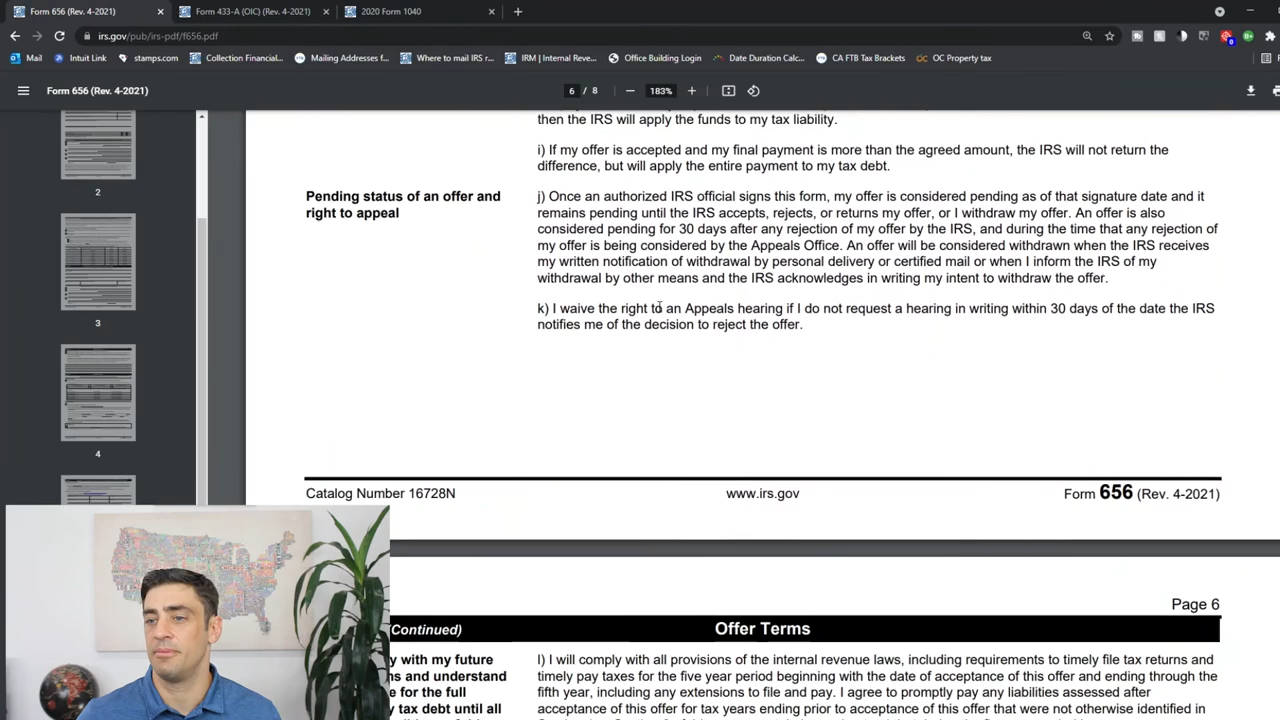 Form 656 (Rev. 4-2021)
Form 433-A (OIC) (Rev. 4-2021)
2020 Form 1040
irs.gov/pub/irs-pdf/f656.pdf
Mail
Intuit Link
stamps.com
Collection Financial...
Mailing Addresses f...
Where to mail IRS r...
IRM | Internal Reve...
Office Building Login
Date Duration Calc...
CA FTB Tax Brackets
OC Property tax
Form 656 (Rev. 4-2021)
6 / 8
183%
then the IRS will apply the funds to my tax liability.
i) If my offer is accepted and my final payment is more than the agreed amount, the IRS will not return the
difference, but will apply the entire payment to my tax debt.
Pending status of an offer and
right to appeal
j) Once an authorized IRS official signs this form, my offer is considered pending as of that signature date and it
remains pending until the IRS accepts, rejects, or returns my offer, or I withdraw my offer. An offer is also
considered pending for 30 days after any rejection of my offer by the IRS, and during the time that any rejection of
my offer is being considered by the Appeals Office. An offer will be considered withdrawn when the IRS receives
my written notification of withdrawal by personal delivery or certified mail or when I inform the IRS of my
withdrawal by other means and the IRS acknowledges in writing my intent to withdraw the offer.
k) I waive the right to an Appeals hearing if I do not request a hearing in writing within 30 days of the date the IRS
notifies me of the decision to reject the offer.
2
3
4
Catalog Number 16728N
www.irs.gov
Form 656 (Rev. 4-2021)
Page 6
(Continued)
Offer Terms
y with my future
ns and understand
e for the full
y tax debt until all
l) I will comply with all provisions of the internal revenue laws, including requirements to timely file tax returns and
timely pay taxes for the five year period beginning with the date of acceptance of this offer and ending through the
fifth year, including any extensions to file and pay. I agree to promptly pay any liabilities assessed after
acceptance of this offer for tax years ending prior to acceptance of this offer that were not otherwise identified in